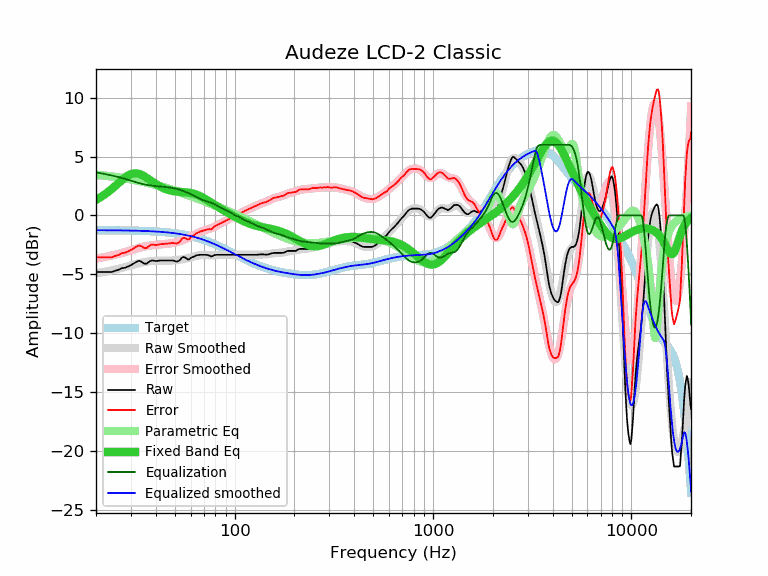 Audeze LCD-2 Classic
10
5
0
−5
−10
−15
−20
−25
Amplitude (dBr)
Target
Raw Smoothed
Error Smoothed
Raw
Error
Parametric Eq
Fixed Band Eq
Equalization
Equalized smoothed
100
1000
10000
Frequency (Hz)